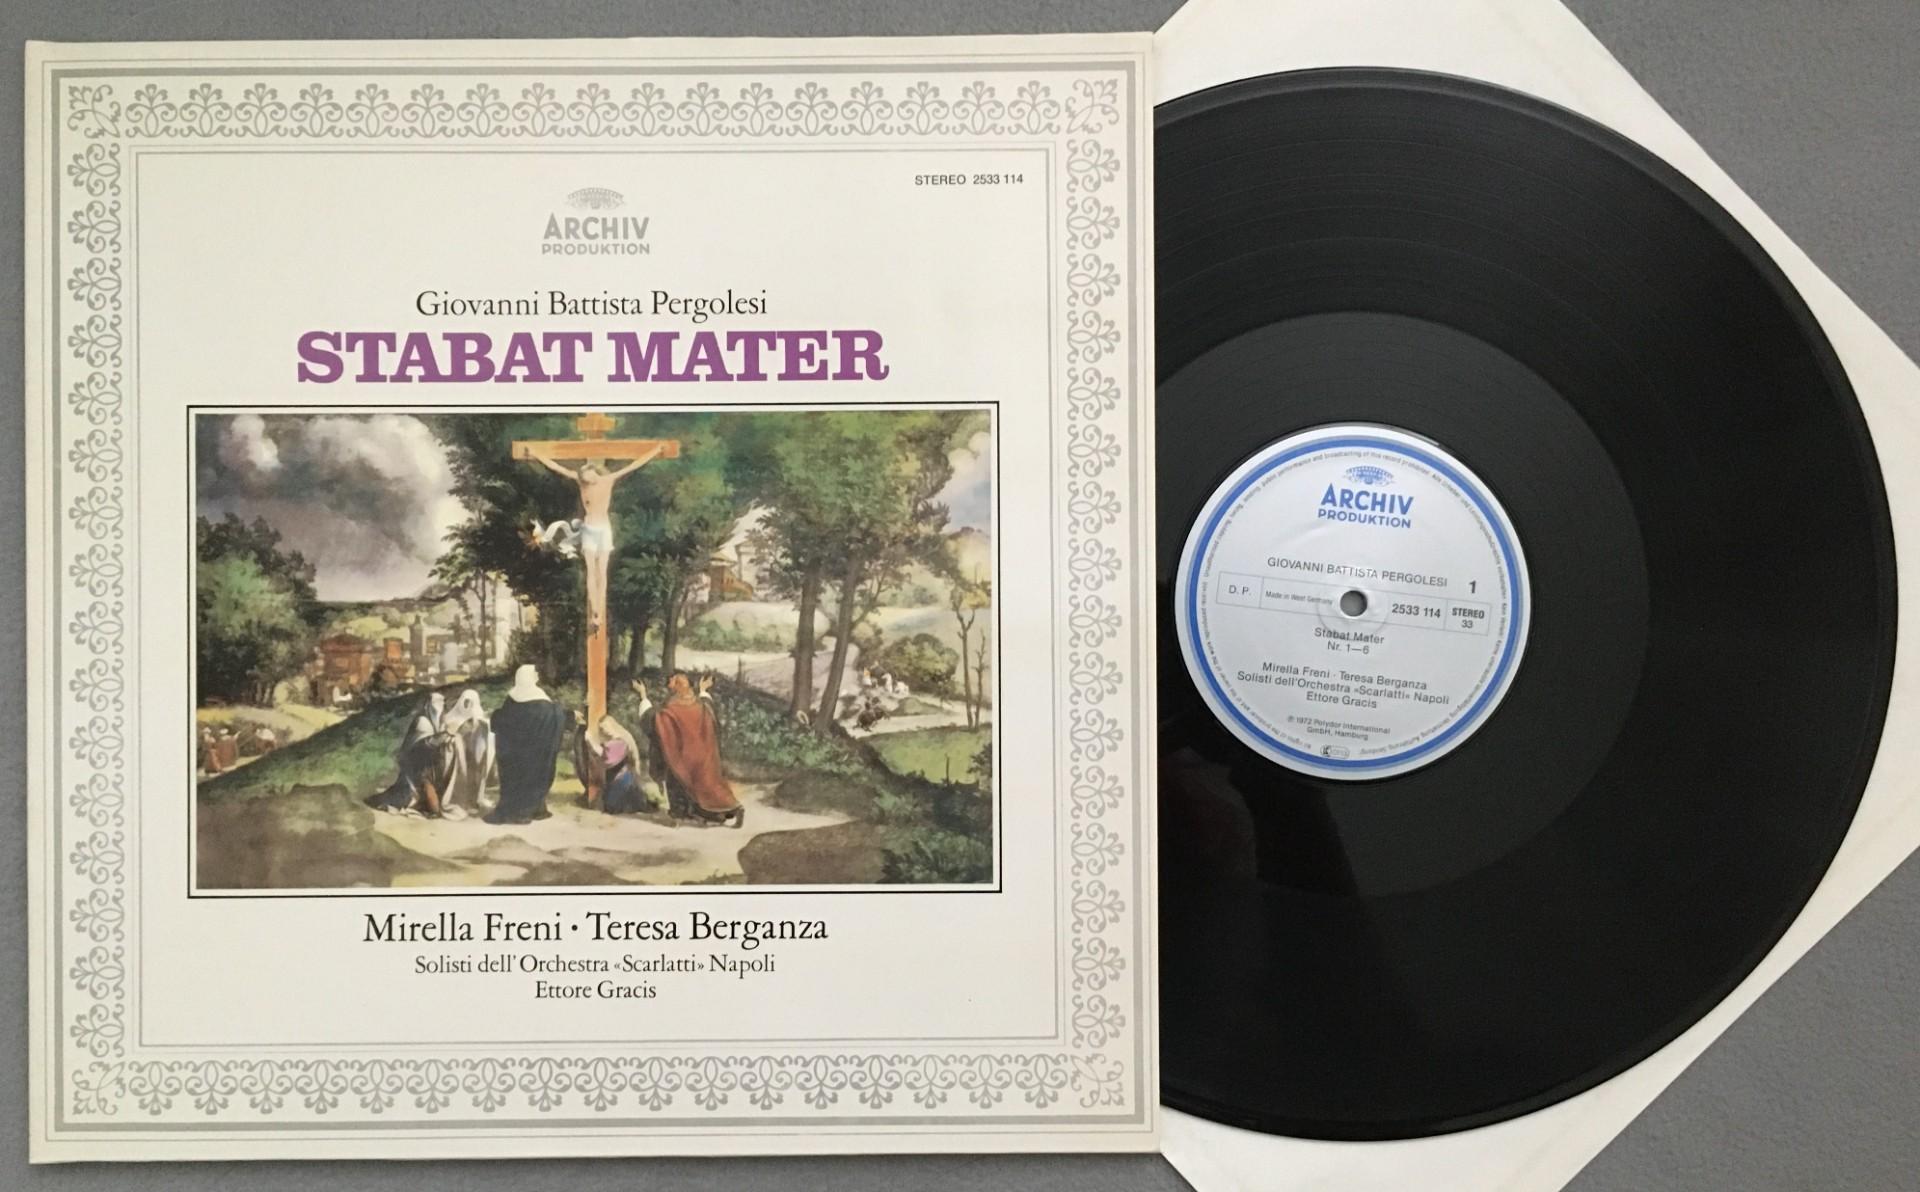 STEREO 2533 114
ARCHIV
PRODUKTION
Giovanni Battista Pergolesi
STABAT MATER
Mirella Freni · Teresa Berganza
Solisti dell' Orchestra «Scarlatti» Napoli
Ettore Gracis
ARCHIV
PRODUKTION
GIOVANNI BATTISTA PERGOLESI
1
D. P.
Made in West Germany
2533 114
STEREO
33
Stabat Mater
Nr. 1—6
Mirella Freni · Teresa Berganza
Solisti dell'Orchestra »Scarlatti« Napoli
Ettore Gracis
℗ 1972 Polydor International
GmbH, Hamburg